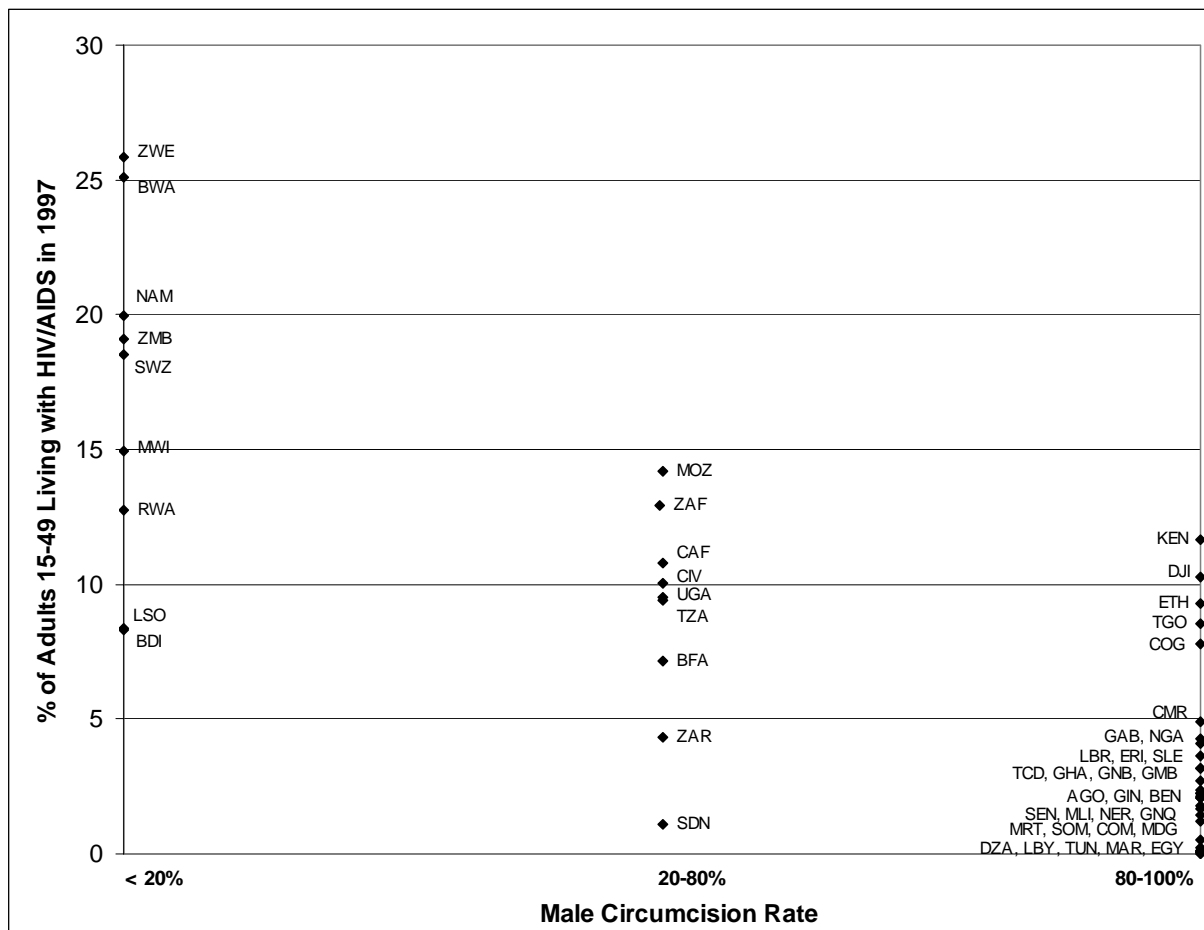 % of Adults 15-49 Living with HIV/AIDS in 1997
30
25
20
15
10
5
0
ZWE
BWA
NAM
ZMB
SWZ
MWI
RWA
LSO
BDI
MOZ
ZAF
CAF
CIV
UGA
TZA
BFA
ZAR
SDN
KEN
DJI
ETH
TGO
COG
CMR
GAB, NGA
LBR, ERI, SLE
TCD, GHA, GNB, GMB
AGO, GIN, BEN
SEN, MLI, NER, GNQ
MRT, SOM, COM, MDG
DZA, LBY, TUN, MAR, EGY
< 20%
20-80%
80-100%
Male Circumcision Rate